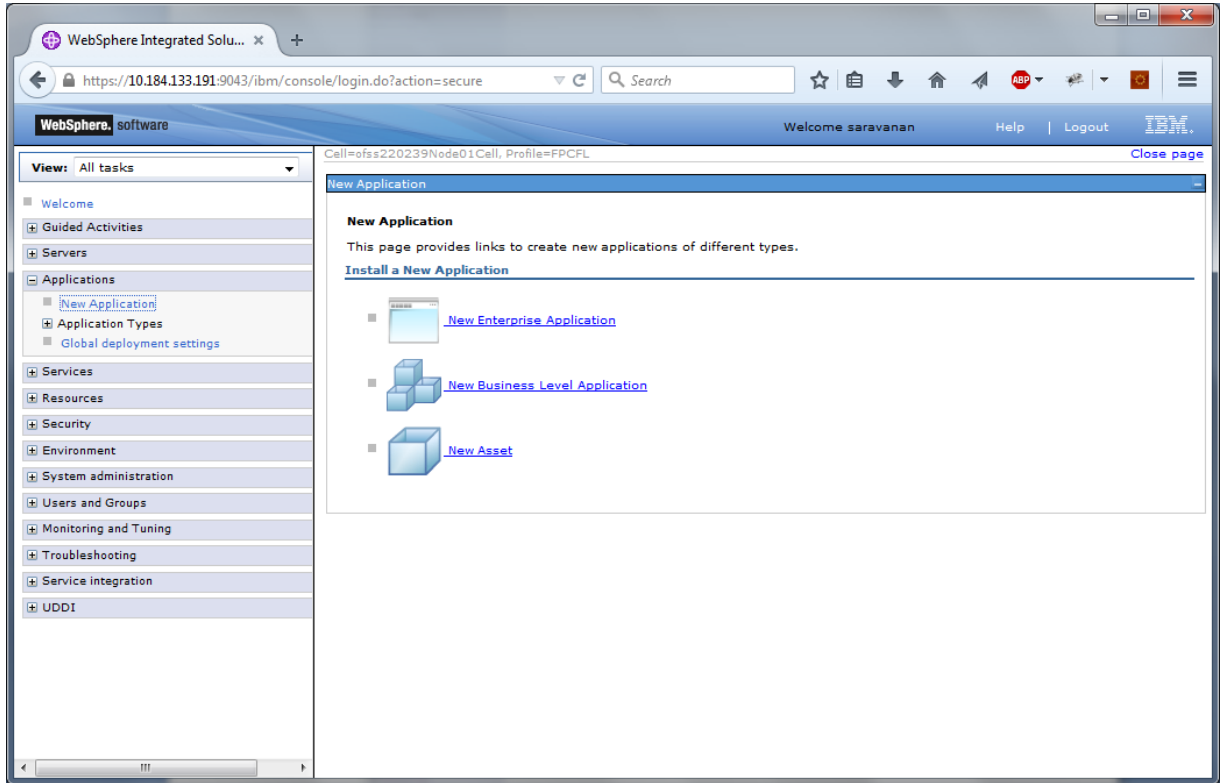 WebSphere Integrated Solu...
https://10.184.133.191:9043/ibm/console/login.do?action=secure
Search
ABP
WebSphere. software
Welcome saravanan
Help | Logout
IBM.
View: All tasks
Welcome
Guided Activities
Servers
Applications
New Application
Application Types
Global deployment settings
Services
Resources
Security
Environment
System administration
Users and Groups
Monitoring and Tuning
Troubleshooting
Service integration
UDDI
Cell=ofss220239Node01Cell, Profile=FPCFL
Close page
New Application
New Application
This page provides links to create new applications of different types.
Install a New Application
New Enterprise Application
New Business Level Application
New Asset